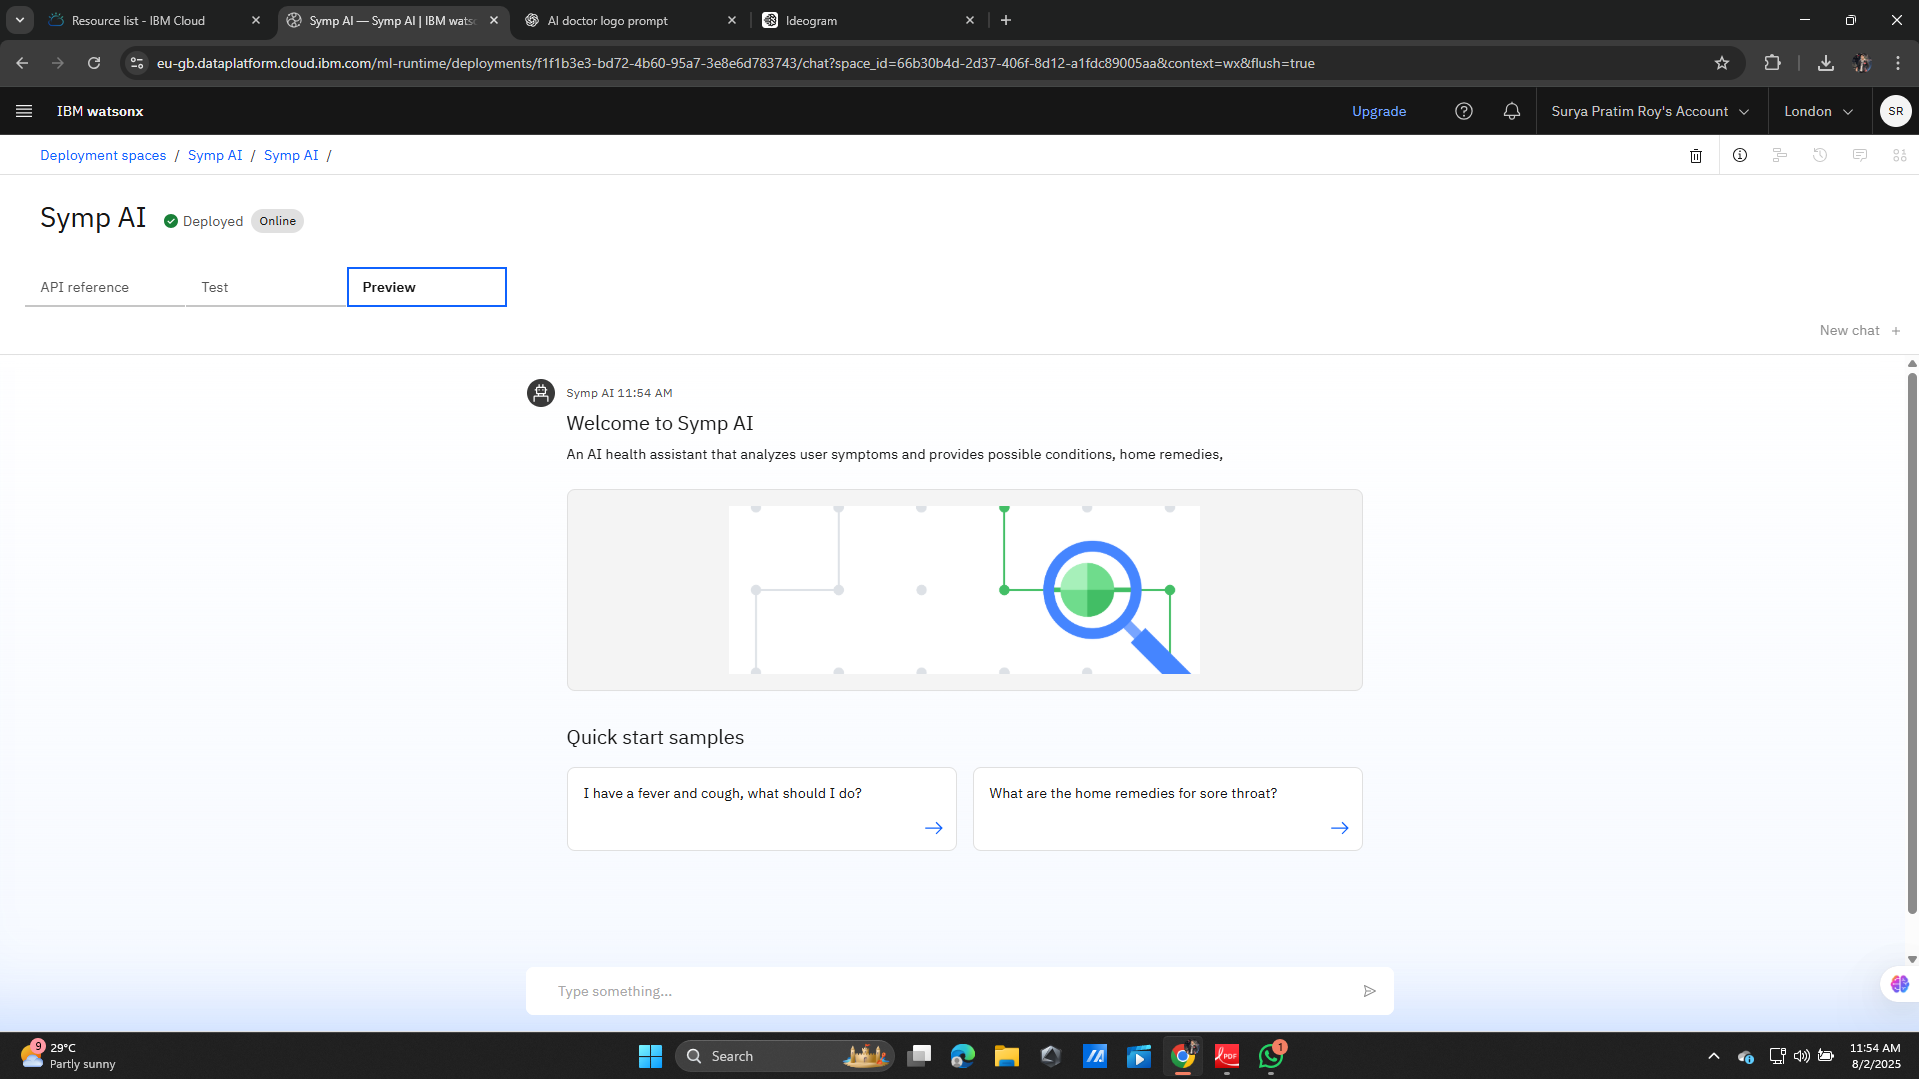 Resource list - IBM Cloud
Symp AI — Symp AI | IBM wats
AI doctor logo prompt
Ideogram
eu-gb.dataplatform.cloud.ibm.com/ml-runtime/deployments/f1f1b3e3-bd72-4b60-95a7-3e8e6d783743/chat?space_id=66b30b4d-2d37-406f-8d12-a1fdc89005aa&context=wx&flush=true
IBM watsonx
Upgrade
Surya Pratim Roy's Account
London
SR
Deployment spaces / Symp AI / Symp AI /
Symp AI
Deployed
Online
API reference
Test
Preview
New chat +
Symp AI 11:54 AM
Welcome to Symp AI
An AI health assistant that analyzes user symptoms and provides possible conditions, home remedies,
Quick start samples
I have a fever and cough, what should I do?
What are the home remedies for sore throat?
Type something...
9
29°C
Partly sunny
Search
PDF
1
11:54 AM
8/2/2025